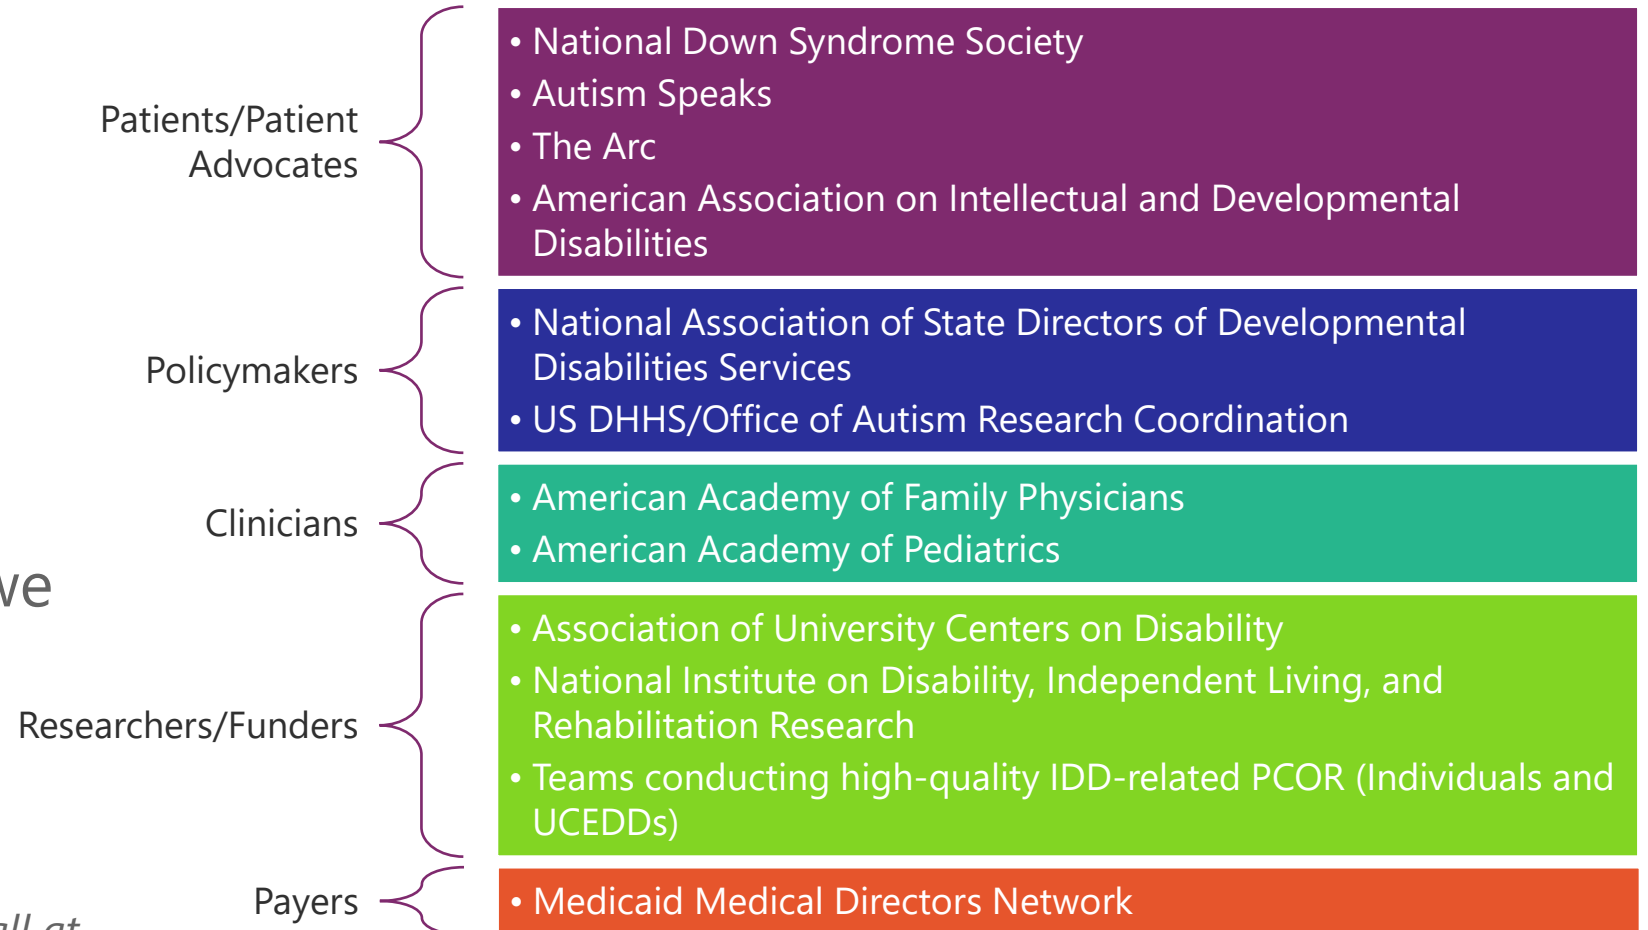 Patients/Patient
Advocates
• National Down Syndrome Society
• Autism Speaks
• The Arc
• American Association on Intellectual and Developmental
Disabilities
Policymakers
• National Association of State Directors of Developmental
Disabilities Services
• US DHHS/Office of Autism Research Coordination
Clinicians
• American Academy of Family Physicians
• American Academy of Pediatrics
we
Researchers/Funders
• Association of University Centers on Disability
• National Institute on Disability, Independent Living, and
Rehabilitation Research
• Teams conducting high-quality IDD-related PCOR (Individuals and
UCEDDs)
Payers
• Medicaid Medical Directors Network
at